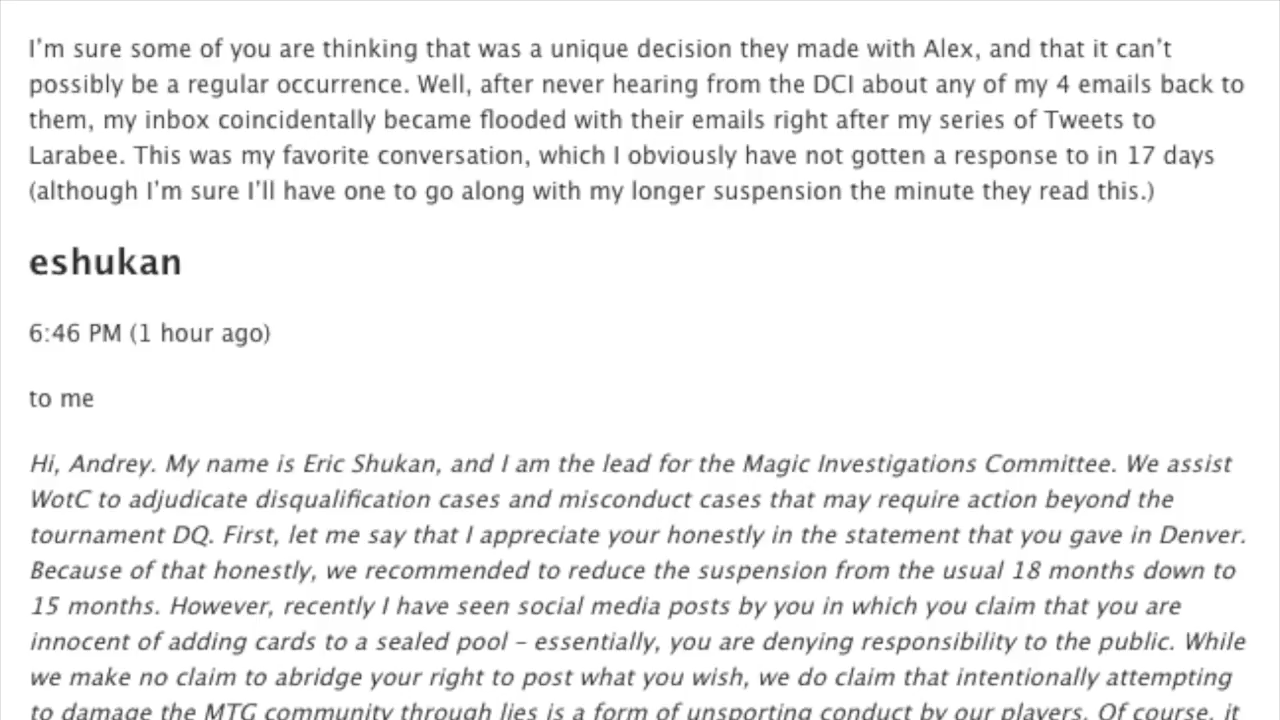 I'm sure some of you are thinking that was a unique decision they made with Alex, and that it can't
possibly be a regular occurrence. Well, after never hearing from the DCI about any of my 4 emails back to
them, my inbox coincidentally became flooded with their emails right after my series of Tweets to
Larabee. This was my favorite conversation, which I obviously have not gotten a response to in 17 days
(although I'm sure I'll have one to go along with my longer suspension the minute they read this.)
eshukan
6:46 PM (1 hour ago)
to me
Hi, Andrey. My name is Eric Shukan, and I am the lead for the Magic Investigations Committee. We assist
WotC to adjudicate disqualification cases and misconduct cases that may require action beyond the
tournament DQ. First, let me say that I appreciate your honestly in the statement that you gave in Denver.
Because of that honestly, we recommended to reduce the suspension from the usual 18 months down to
15 months. However, recently I have seen social media posts by you in which you claim that you are
innocent of adding cards to a sealed pool – essentially, you are denying responsibility to the public. While
we make no claim to abridge your right to post what you wish, we do claim that intentionally attempting
to damage the MTG community through lies is a form of unsporting conduct by our players. Of course, it